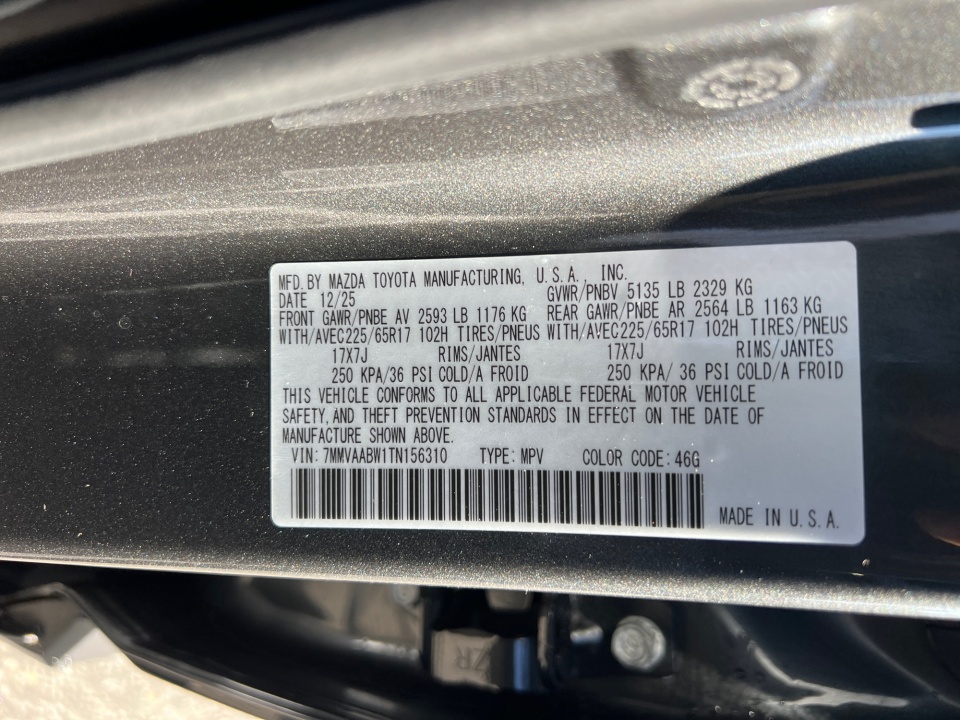 MFD. BY MAZDA TOYOTA MANUFACTURING, U.S.A., INC.
DATE 12/25 GVWR/PNBV 5135 LB 2329 KG
FRONT GAWR/PNBE AV 2593 LB 1176 KG REAR GAWR/PNBE AR 2564 LB 1163 KG
WITH/AVEC225/65R17 102H TIRES/PNEUS WITH/AVEC225/65R17 102H TIRES/PNEUS
17X7J RIMS/JANTES 17X7J RIMS/JANTES
250 KPA/36 PSI COLD/A FROID 250 KPA/ 36 PSI COLD/A FROID
THIS VEHICLE CONFORMS TO ALL APPLICABLE FEDERAL MOTOR VEHICLE
SAFETY, AND THEFT PREVENTION STANDARDS IN EFFECT ON THE DATE OF
MANUFACTURE SHOWN ABOVE.
VIN: 7MMVAABW1TN156310 TYPE: MPV COLOR CODE: 46G
MADE IN U.S.A.
ZR